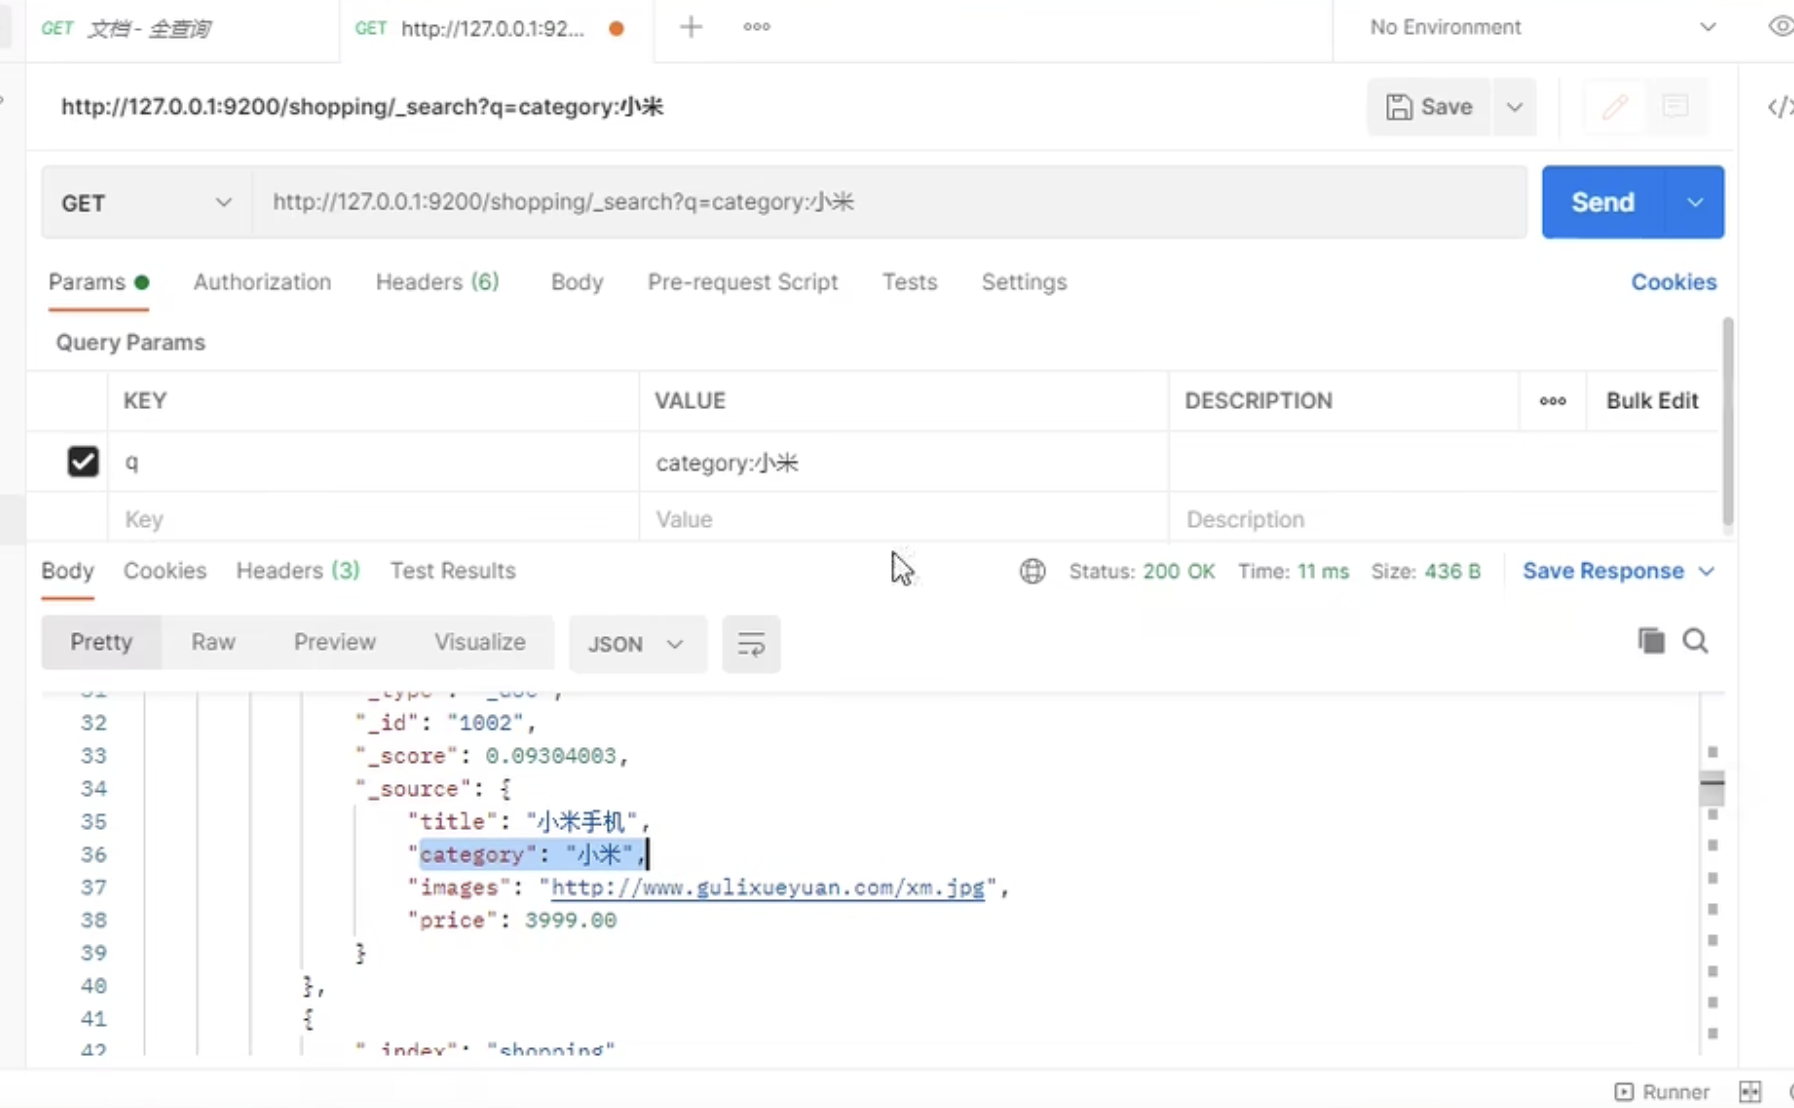 GET 文档 - 全查询
GET http://127.0.0.1:92...
No Environment
http://127.0.0.1:9200/shopping/_search?q=category:小米
Save
GET
http://127.0.0.1:9200/shopping/_search?q=category:小米
Send
Params Authorization Headers (6) Body Pre-request Script Tests Settings Cookies
Query Params
KEY VALUE DESCRIPTION Bulk Edit
q category:小米
Key Value Description
Body Cookies Headers (3) Test Results Status: 200 OK Time: 11 ms Size: 436 B Save Response
Pretty Raw Preview Visualize JSON
31 "_type": "_doc",
32 "_id": "1002",
33 "_score": 0.09304003,
34 "_source": {
35 "title": "小米手机",
36 "category": "小米",
37 "images": "http://www.gulixueyuan.com/xm.jpg",
38 "price": 3999.00
39 }
40 },
41 {
42 "_index": "shopping"
Runner